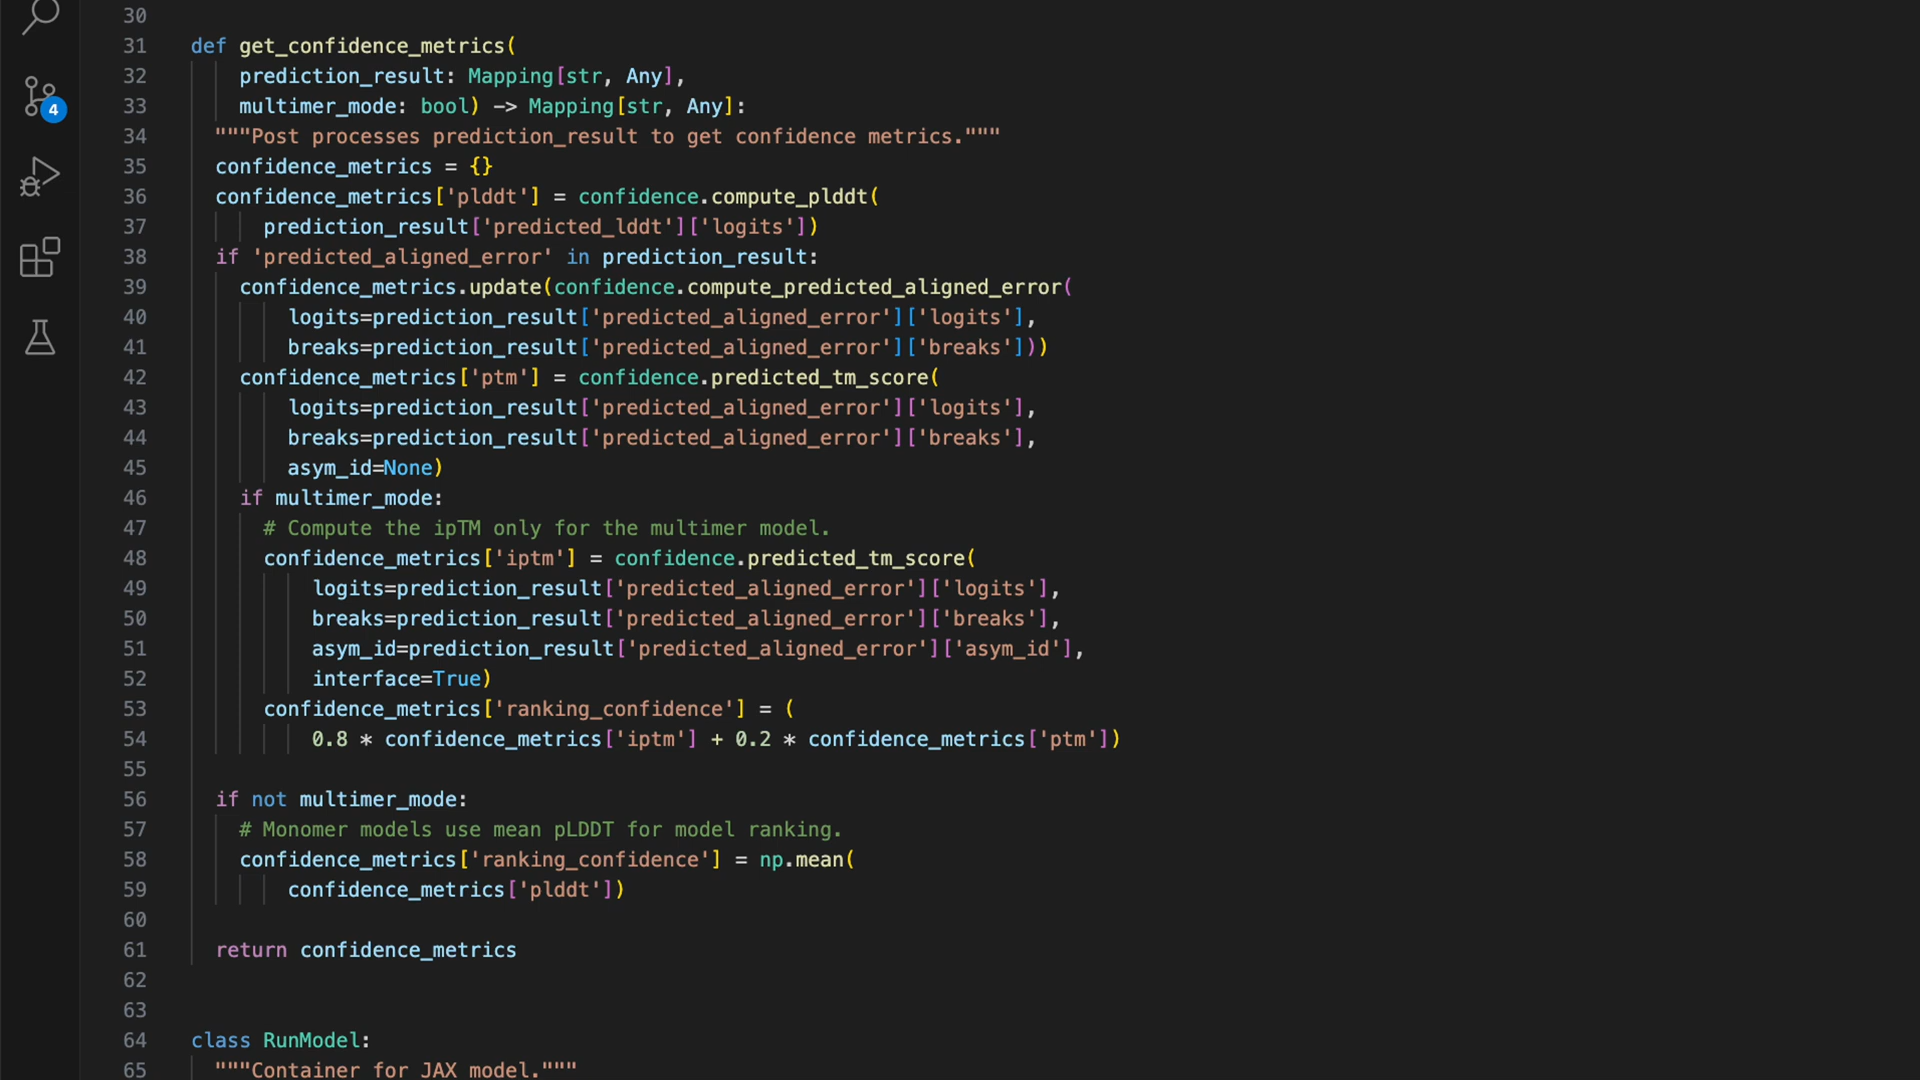 30
31 def get_confidence_metrics(
32     prediction_result: Mapping[str, Any],
33     multimer_mode: bool) -> Mapping[str, Any]:
34   """Post processes prediction_result to get confidence metrics."""
4
35   confidence_metrics = {}
36   confidence_metrics['plddt'] = confidence.compute_plddt(
37       prediction_result['predicted_lddt']['logits'])
38   if 'predicted_aligned_error' in prediction_result:
39     confidence_metrics.update(confidence.compute_predicted_aligned_error(
40         logits=prediction_result['predicted_aligned_error']['logits'],
41         breaks=prediction_result['predicted_aligned_error']['breaks']))
42     confidence_metrics['ptm'] = confidence.predicted_tm_score(
43         logits=prediction_result['predicted_aligned_error']['logits'],
44         breaks=prediction_result['predicted_aligned_error']['breaks'],
45         asym_id=None)
46     if multimer_mode:
47       # Compute the ipTM only for the multimer model.
48       confidence_metrics['iptm'] = confidence.predicted_tm_score(
49           logits=prediction_result['predicted_aligned_error']['logits'],
50           breaks=prediction_result['predicted_aligned_error']['breaks'],
51           asym_id=prediction_result['predicted_aligned_error']['asym_id'],
52           interface=True)
53       confidence_metrics['ranking_confidence'] = (
54           0.8 * confidence_metrics['iptm'] + 0.2 * confidence_metrics['ptm'])
55
56   if not multimer_mode:
57     # Monomer models use mean pLDDT for model ranking.
58     confidence_metrics['ranking_confidence'] = np.mean(
59         confidence_metrics['plddt'])
60
61   return confidence_metrics
62
63
64 class RunModel:
65   """Container for JAX model."""